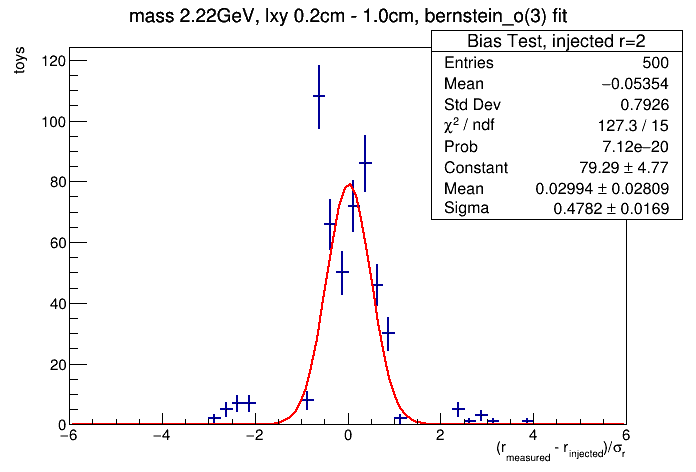 mass 2.22GeV, lxy 0.2cm - 1.0cm, bernstein_o(3) fit
toys
Bias Test, injected r=2
Entries 500
Mean −0.05354
Std Dev 0.7926
χ² / ndf 127.3 / 15
Prob 7.12e−20
Constant 79.29 ± 4.77
Mean 0.02994 ± 0.02809
Sigma 0.4782 ± 0.0169
120
100
80
60
40
20
0
−6 −4 −2 0 2 4 6
(r_measured - r_injected)/σ_r